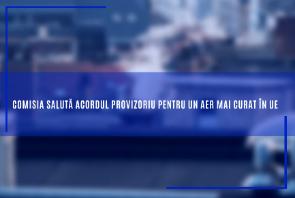 COMISIA SALUTĂ ACORDUL PROVIZORIU PENTRU UN AER MAI CURAT ÎN UE